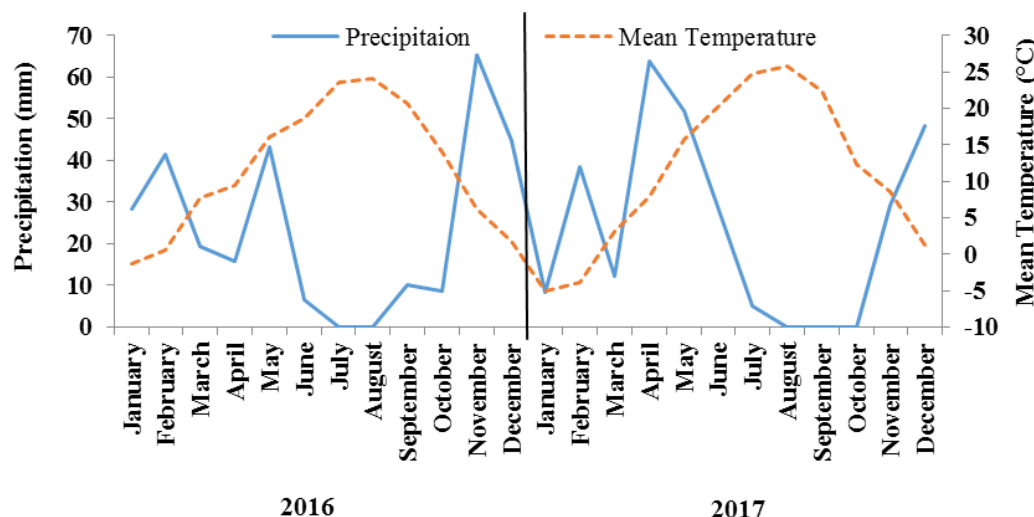 Precipitaion
Mean Temperature
Precipitation (mm)
70
60
50
40
30
20
10
0
Mean Temperature (°C)
30
25
20
15
10
5
0
-5
-10
January
February
March
April
May
June
July
August
September
October
November
December
January
February
March
April
May
June
July
August
September
October
November
December
2016
2017